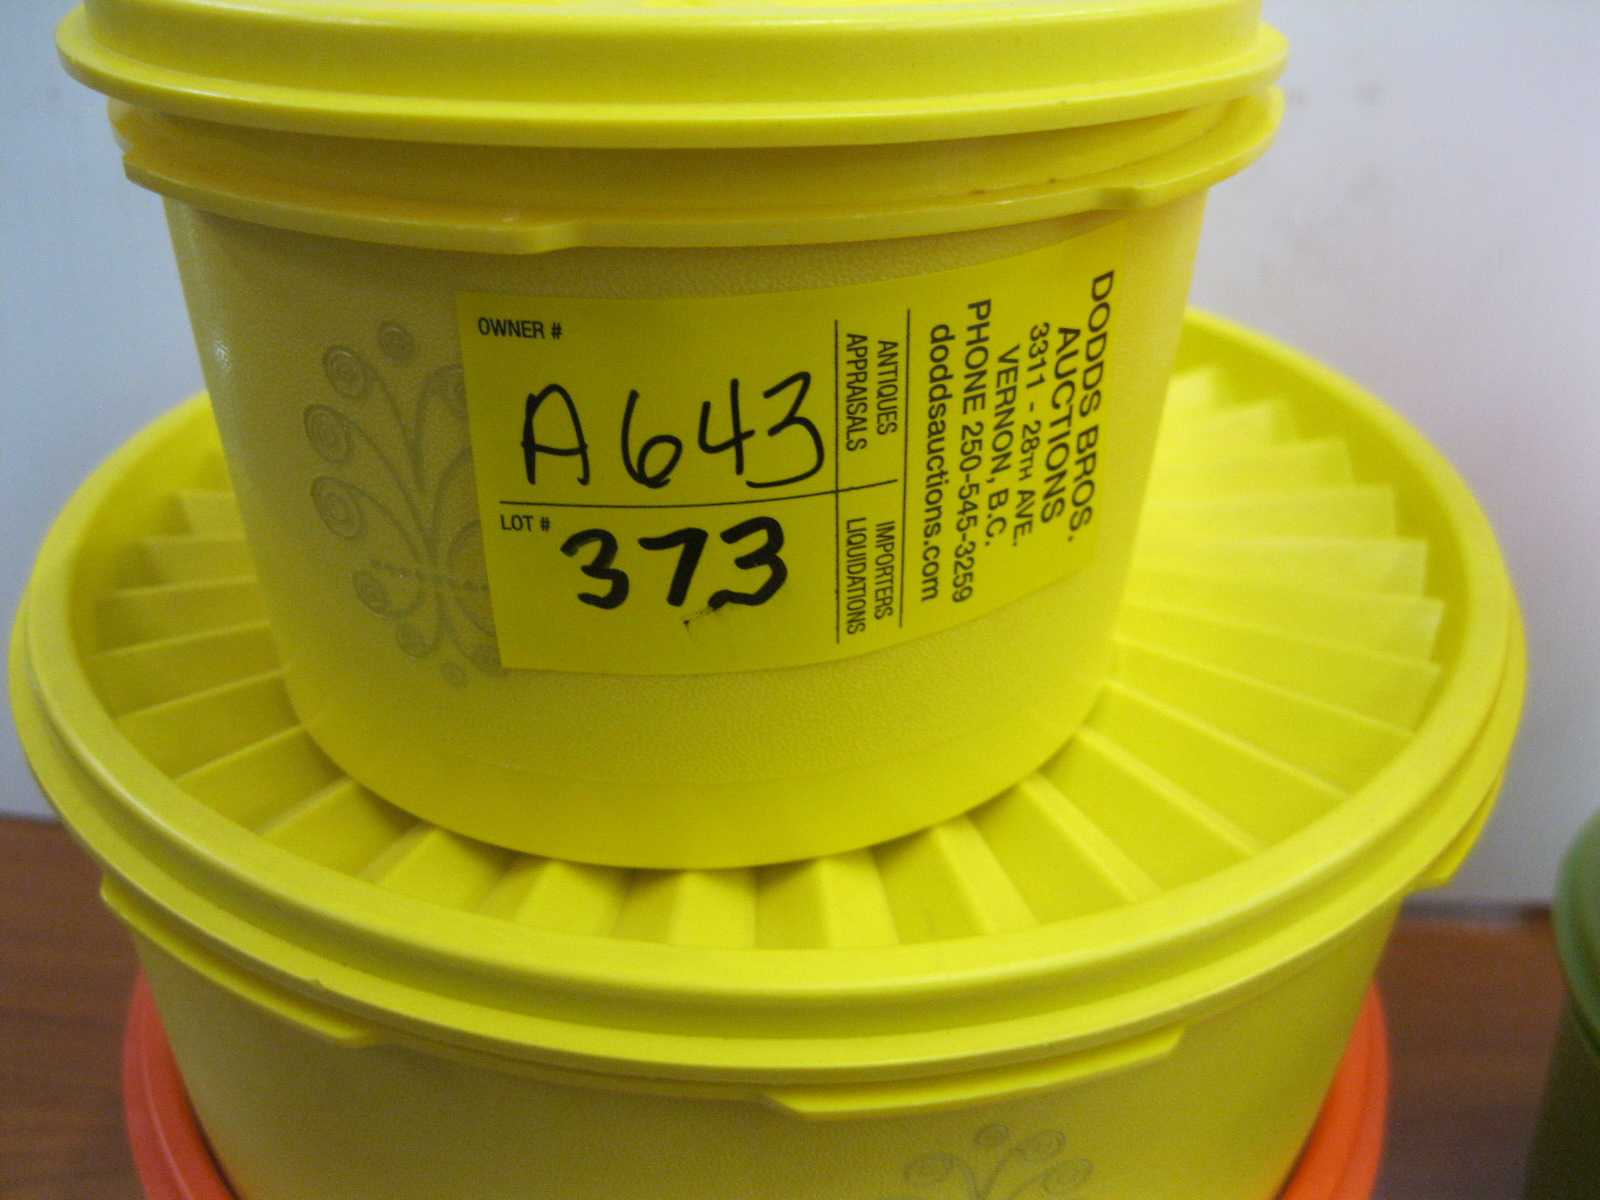 OWNER #
A643
LOT #
373
ANTIQUES
APPRAISALS
IMPORTERS
LIQUIDATIONS
DODDS BROS.
AUCTIONS
3311 - 28TH AVE.
VERNON, B.C.
PHONE 250-545-3259
doddsauctions.com